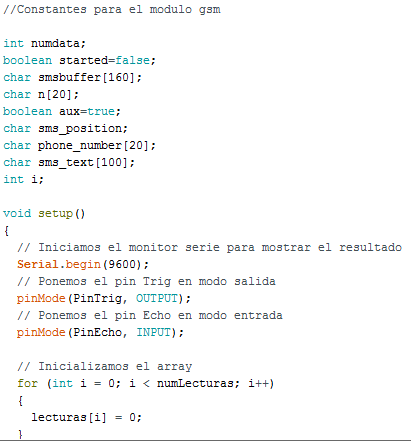 //Constantes para el modulo gsm
int numdata;
boolean started=false;
char smsbuffer[160];
char n[20];
boolean aux=true;
char sms_position;
char phone_number[20];
char sms_text[100];
int i;
void setup()
{
// Iniciamos el monitor serie para mostrar el resultado
Serial.begin(9600);
// Ponemos el pin Trig en modo salida
pinMode(PinTrig, OUTPUT);
// Ponemos el pin Echo en modo entrada
pinMode(PinEcho, INPUT);
// Inicializamos el array
for (int i = 0; i < numLecturas; i++)
{
lecturas[i] = 0;
}